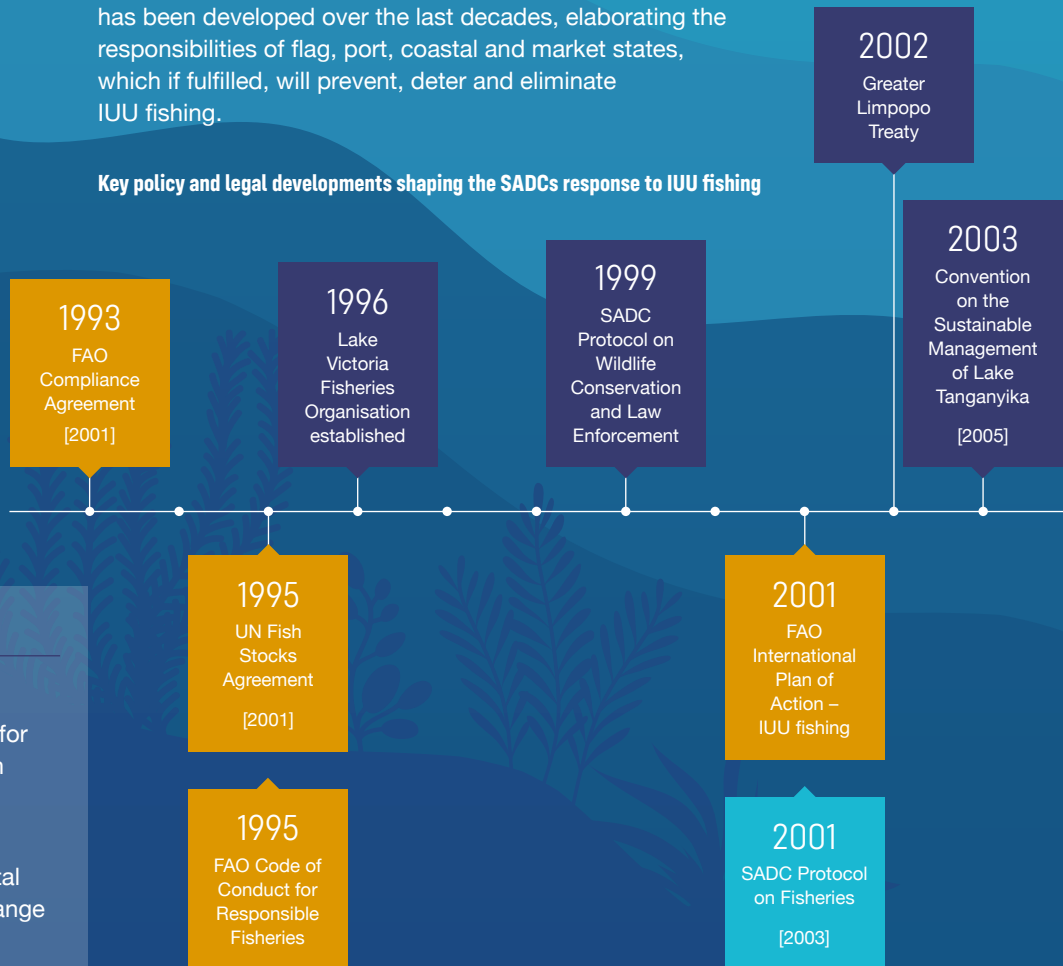 has been developed over the last decades, elaborating the
responsibilities of flag, port, coastal and market states,
which if fulfilled, will prevent, deter and eliminate
IUU fishing.
Key policy and legal developments shaping the SADCs response to IUU fishing
1993
FAO
Compliance
Agreement
[2001]
1996
Lake
Victoria
Fisheries
Organisation
established
1999
SADC
Protocol on
Wildlife
Conservation
and Law
Enforcement
2002
Greater
Limpopo
Treaty
2003
Convention
on the
Sustainable
Management
of Lake
Tanganyika
[2005]
1995
UN Fish
Stocks
Agreement
[2001]
1995
FAO Code of
Conduct for
Responsible
Fisheries
2001
FAO
International
Plan of
Action –
IUU fishing
2001
SADC Protocol
on Fisheries
[2003]
for